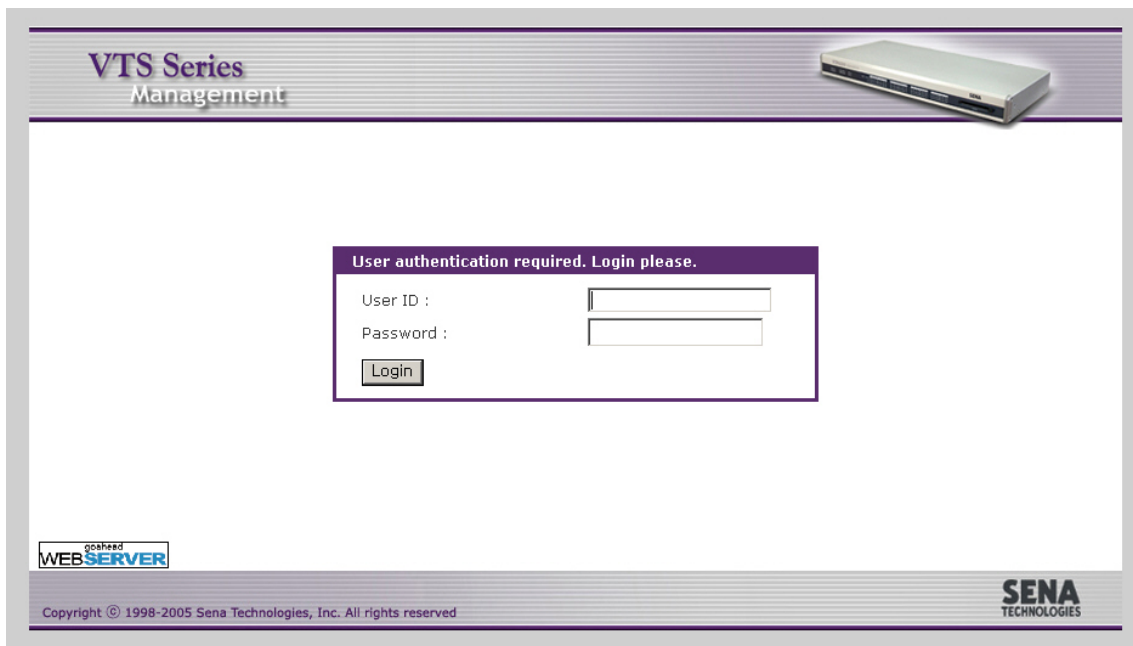 VTS Series
Management
User authentication required. Login please.
User ID :
Password :
Login
goahead
WEBSERVER
Copyright © 1998-2005 Sena Technologies, Inc. All rights reserved
SENA
TECHNOLOGIES